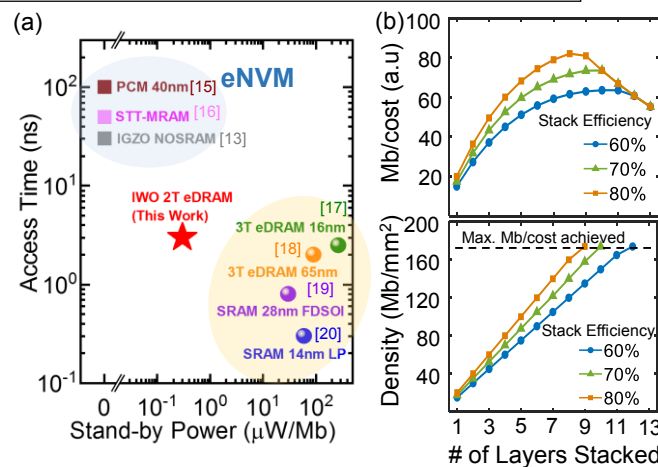 (a)
eNVM
PCM 40nm [15]
STT-MRAM [16]
IGZO NOSRAM [13]
IWO 2T eDRAM
(This Work)
[17]
3T eDRAM 16nm
[18]
3T eDRAM 65nm
[19]
SRAM 28nm FDSOI
[20]
SRAM 14nm LP
Access Time (ns)
10²
10¹
10⁰
10⁻¹
0 10⁻¹ 10⁰ 10¹ 10²
Stand-by Power (μW/Mb)
(b)
Mb/cost (a.u)
100
80
60
40
20
Stack Efficiency
60%
70%
80%
Density (Mb/mm²)
200
160
120
80
40
Max. Mb/cost achieved
Stack Efficiency
60%
70%
80%
1 3 5 7 9 11 13
# of Layers Stacked